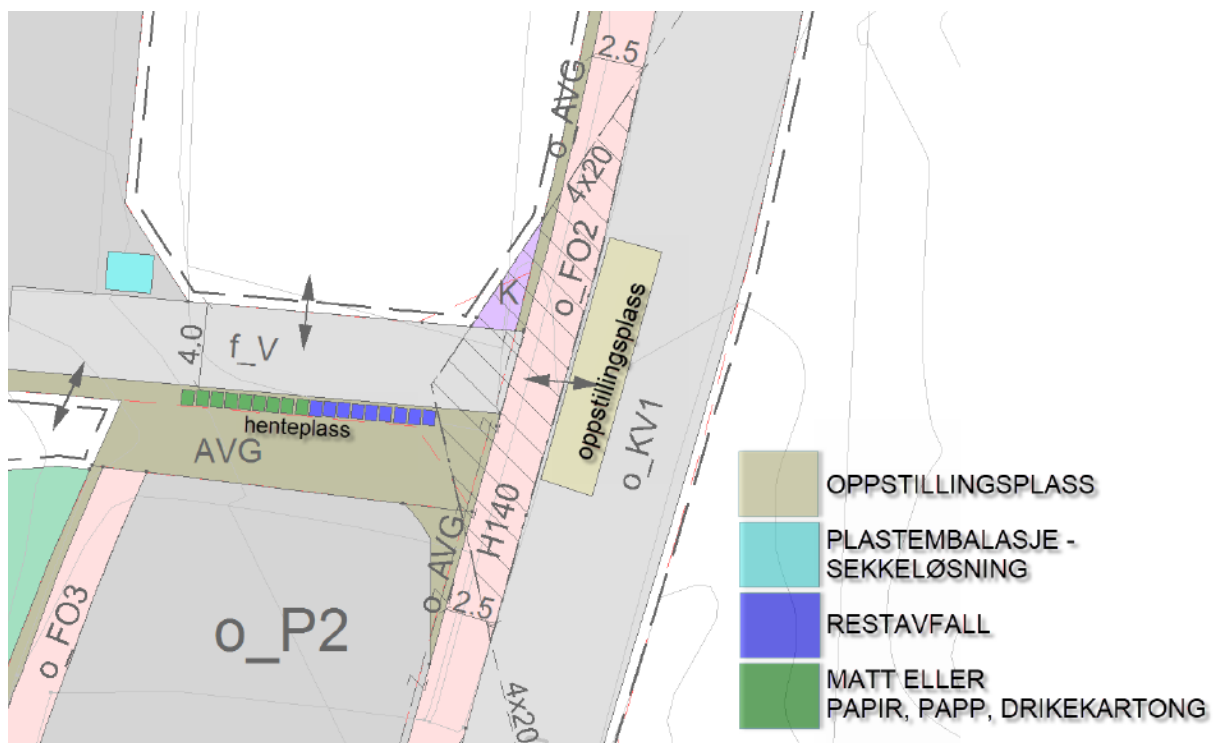 2.5
o_AVG
4x20
o_FO2
K
4.0
f_V
oppstillingsplass
henteplass
AVG
o_KV1
H140
o_AVG
2.5
o_FO3
o_P2
4x20
OPPSTILLINGSPLASS
PLASTEMBALASJE -
SEKKELØSNING
RESTAVFALL
MATT ELLER
PAPIR, PAPP, DRIKEKARTONG